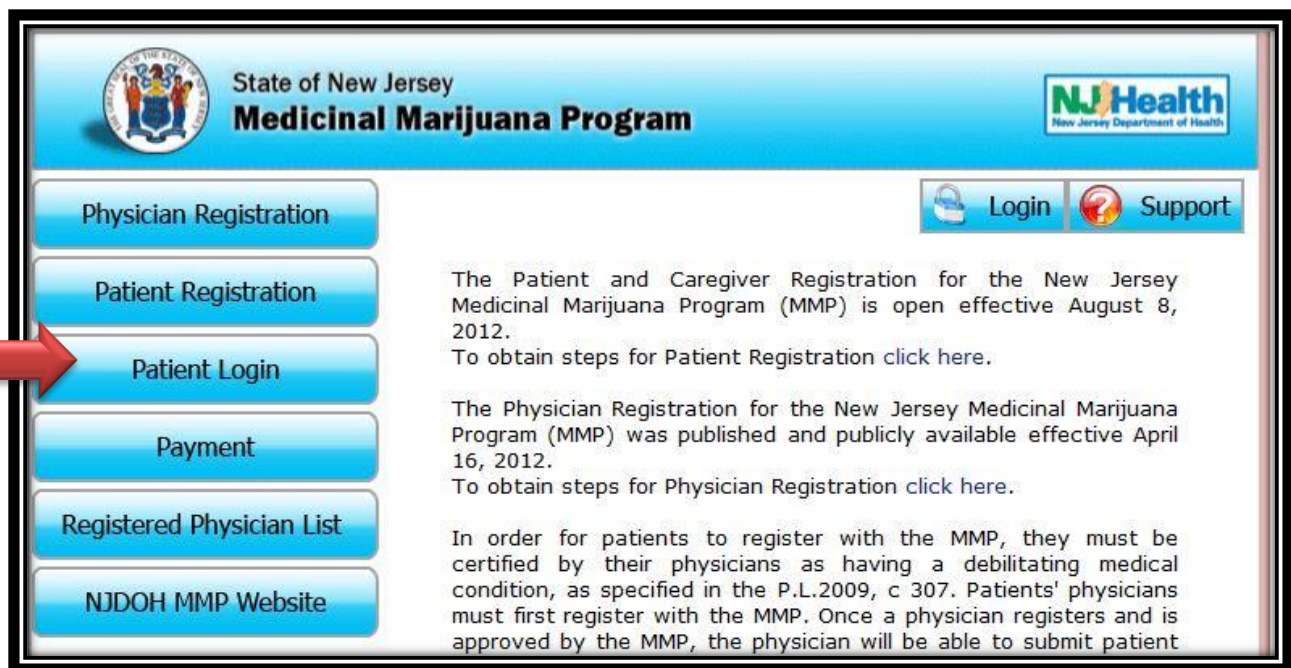 State of New Jersey
Medicinal Marijuana Program
NJ Health
New Jersey Department of Health
Login
Support
Physician Registration
Patient Registration
Patient Login
Payment
Registered Physician List
NJDOH MMP Website
The Patient and Caregiver Registration for the New Jersey
Medicinal Marijuana Program (MMP) is open effective August 8,
2012.
To obtain steps for Patient Registration click here.
The Physician Registration for the New Jersey Medicinal Marijuana
Program (MMP) was published and publicly available effective April
16, 2012.
To obtain steps for Physician Registration click here.
In order for patients to register with the MMP, they must be
certified by their physicians as having a debilitating medical
condition, as specified in the P.L.2009, c 307. Patients' physicians
must first register with the MMP. Once a physician registers and is
approved by the MMP, the physician will be able to submit patient